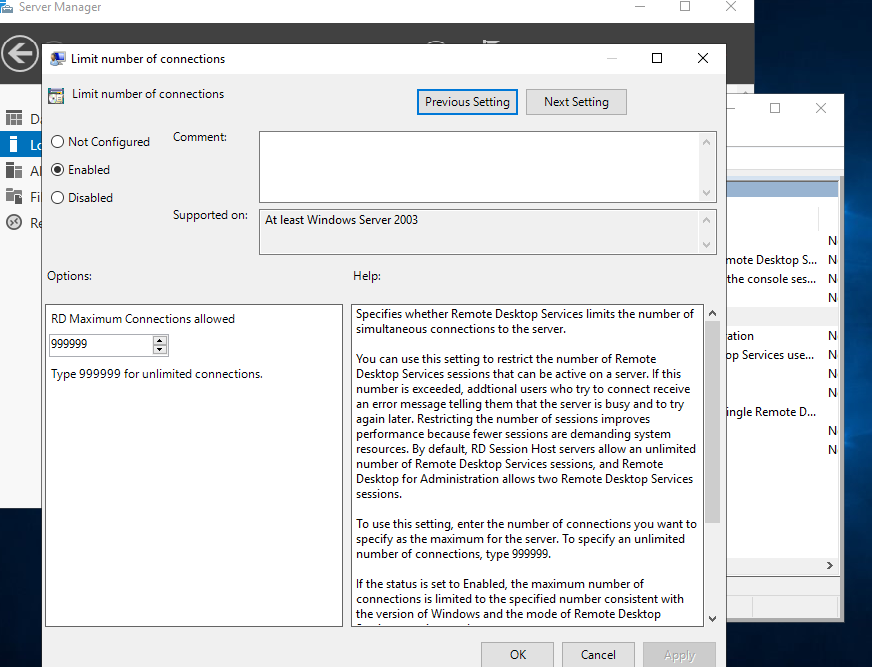 Server Manager
Limit number of connections
Limit number of connections
Previous Setting
Next Setting
Not Configured
Comment:
Enabled
Disabled
Supported on:
At least Windows Server 2003
Options:
Help:
RD Maximum Connections allowed
999999
Type 999999 for unlimited connections.
Specifies whether Remote Desktop Services limits the number of
simultaneous connections to the server.
You can use this setting to restrict the number of Remote
Desktop Services sessions that can be active on a server. If this
number is exceeded, addtional users who try to connect receive
an error message telling them that the server is busy and to try
again later. Restricting the number of sessions improves
performance because fewer sessions are demanding system
resources. By default, RD Session Host servers allow an unlimited
number of Remote Desktop Services sessions, and Remote
Desktop for Administration allows two Remote Desktop Services
sessions.
To use this setting, enter the number of connections you want to
specify as the maximum for the server. To specify an unlimited
number of connections, type 999999.
If the status is set to Enabled, the maximum number of
connections is limited to the specified number consistent with
the version of Windows and the mode of Remote Desktop
OK
Cancel
Apply
D
Lo
A
Fi
Re
N
mote Desktop S... N
the console ses... N
N
ation N
op Services use... N
N
N
ingle Remote D...
N
N